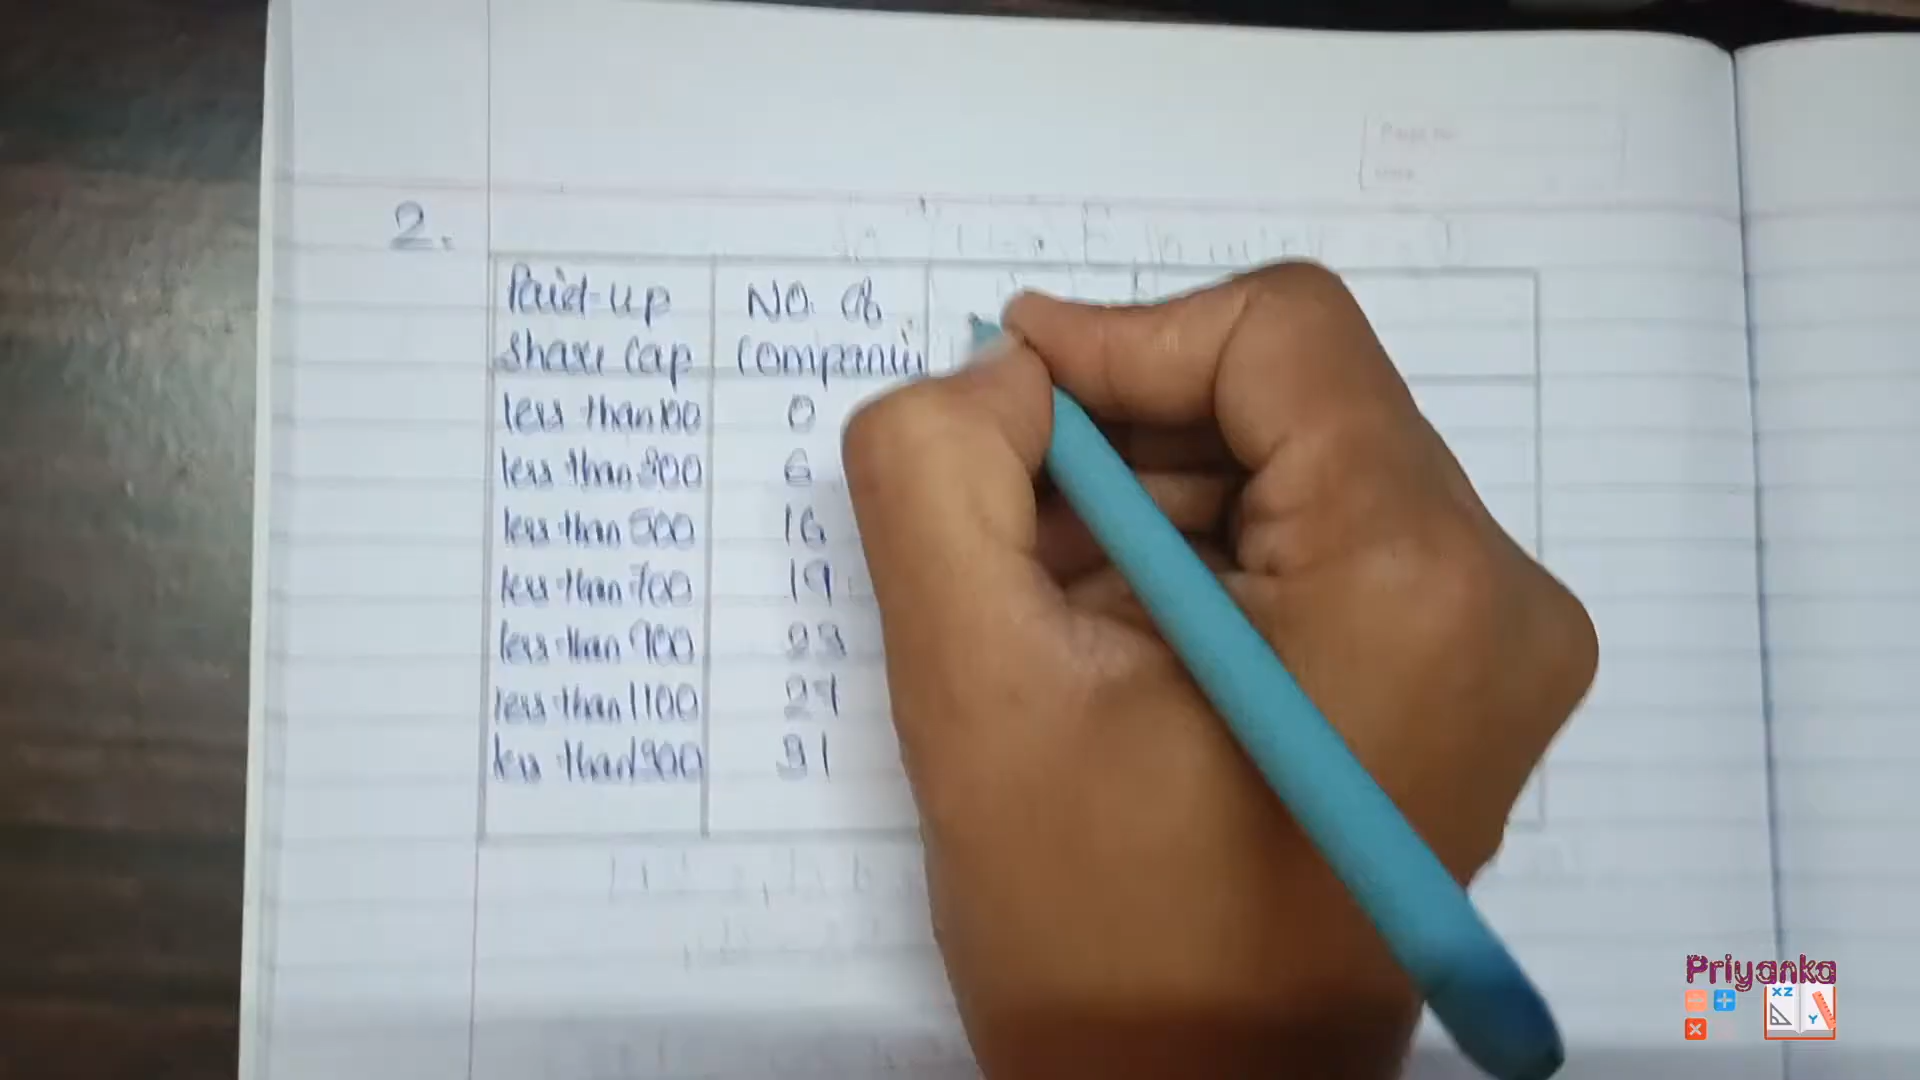 2.
Paid-up No. of
share cap companies
less than 100 0
less than 300 6
less than 500 16
less than 700 19
less than 900 23
less than 1100
less than 1300 31
Priyanka
XZ
Y